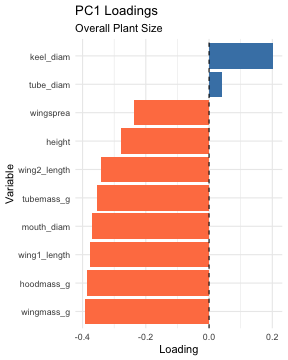 PC1 Loadings
Overall Plant Size
Variable
keel_diam
tube_diam
wingsprea
height
wing2_length
tubemass_g
mouth_diam
wing1_length
hoodmass_g
wingmass_g
-0.4 -0.2 0.0 0.2
Loading